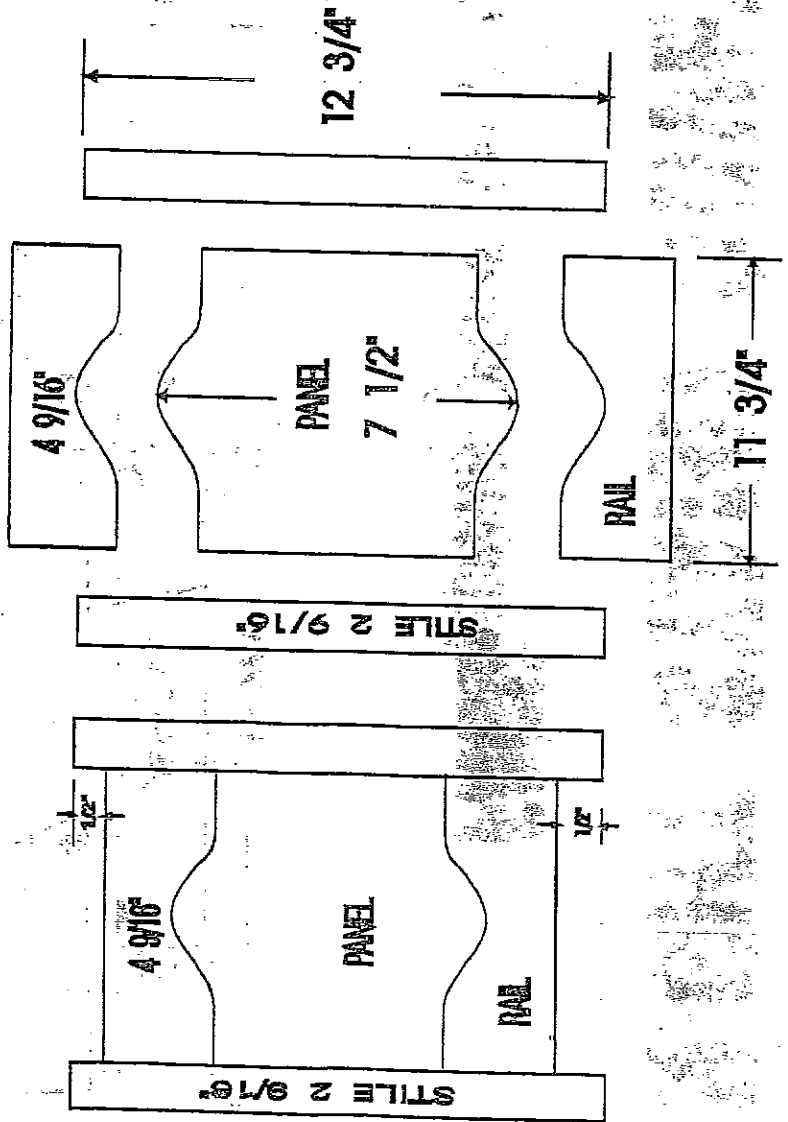 12 3/4"
4 9/16"
PANEL
7 1/2"
RAIL
11 3/4"
STILE 2 9/16"
1/2"
1/2"
4 9/16"
PANEL
RAIL
STILE 2 9/16"